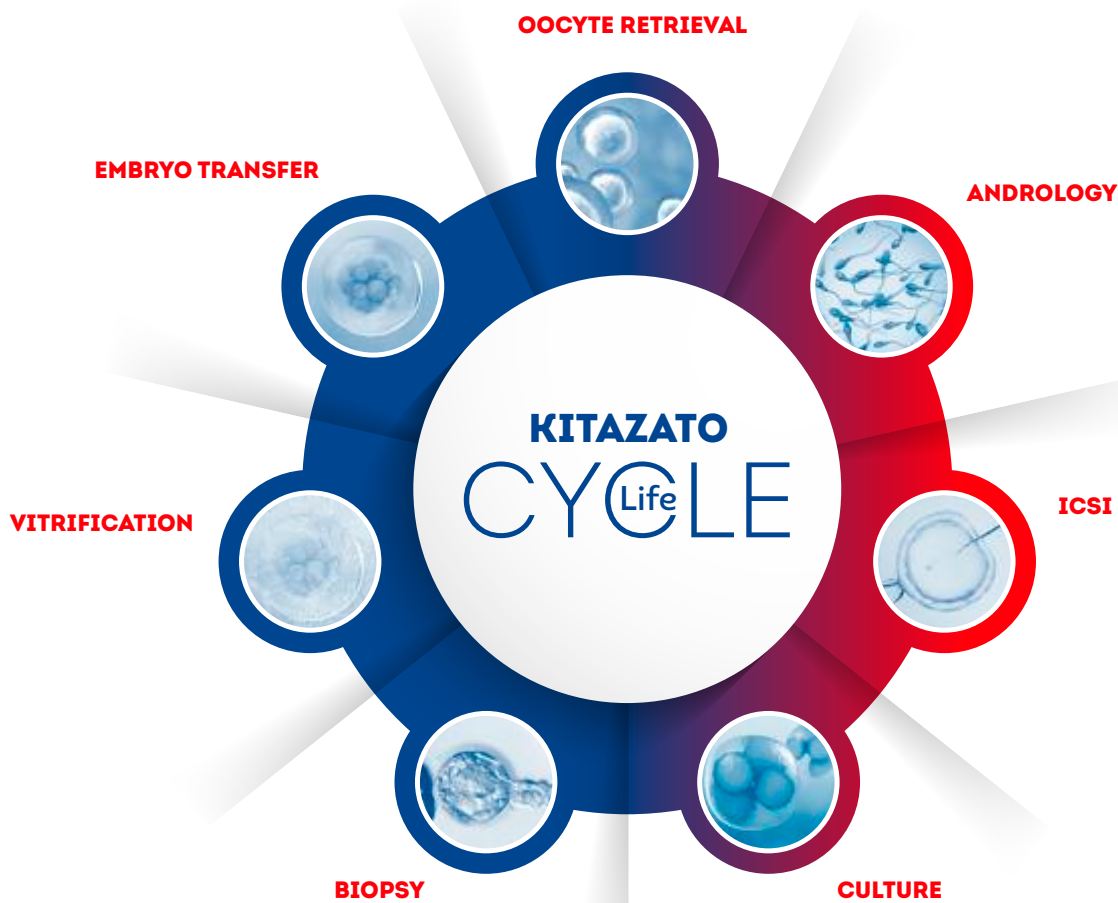 OOCYTE RETRIEVAL
EMBRYO TRANSFER
ANDROLOGY
KITAZATO
CYCLE
Life
VITRIFICATION
ICSI
BIOPSY
CULTURE